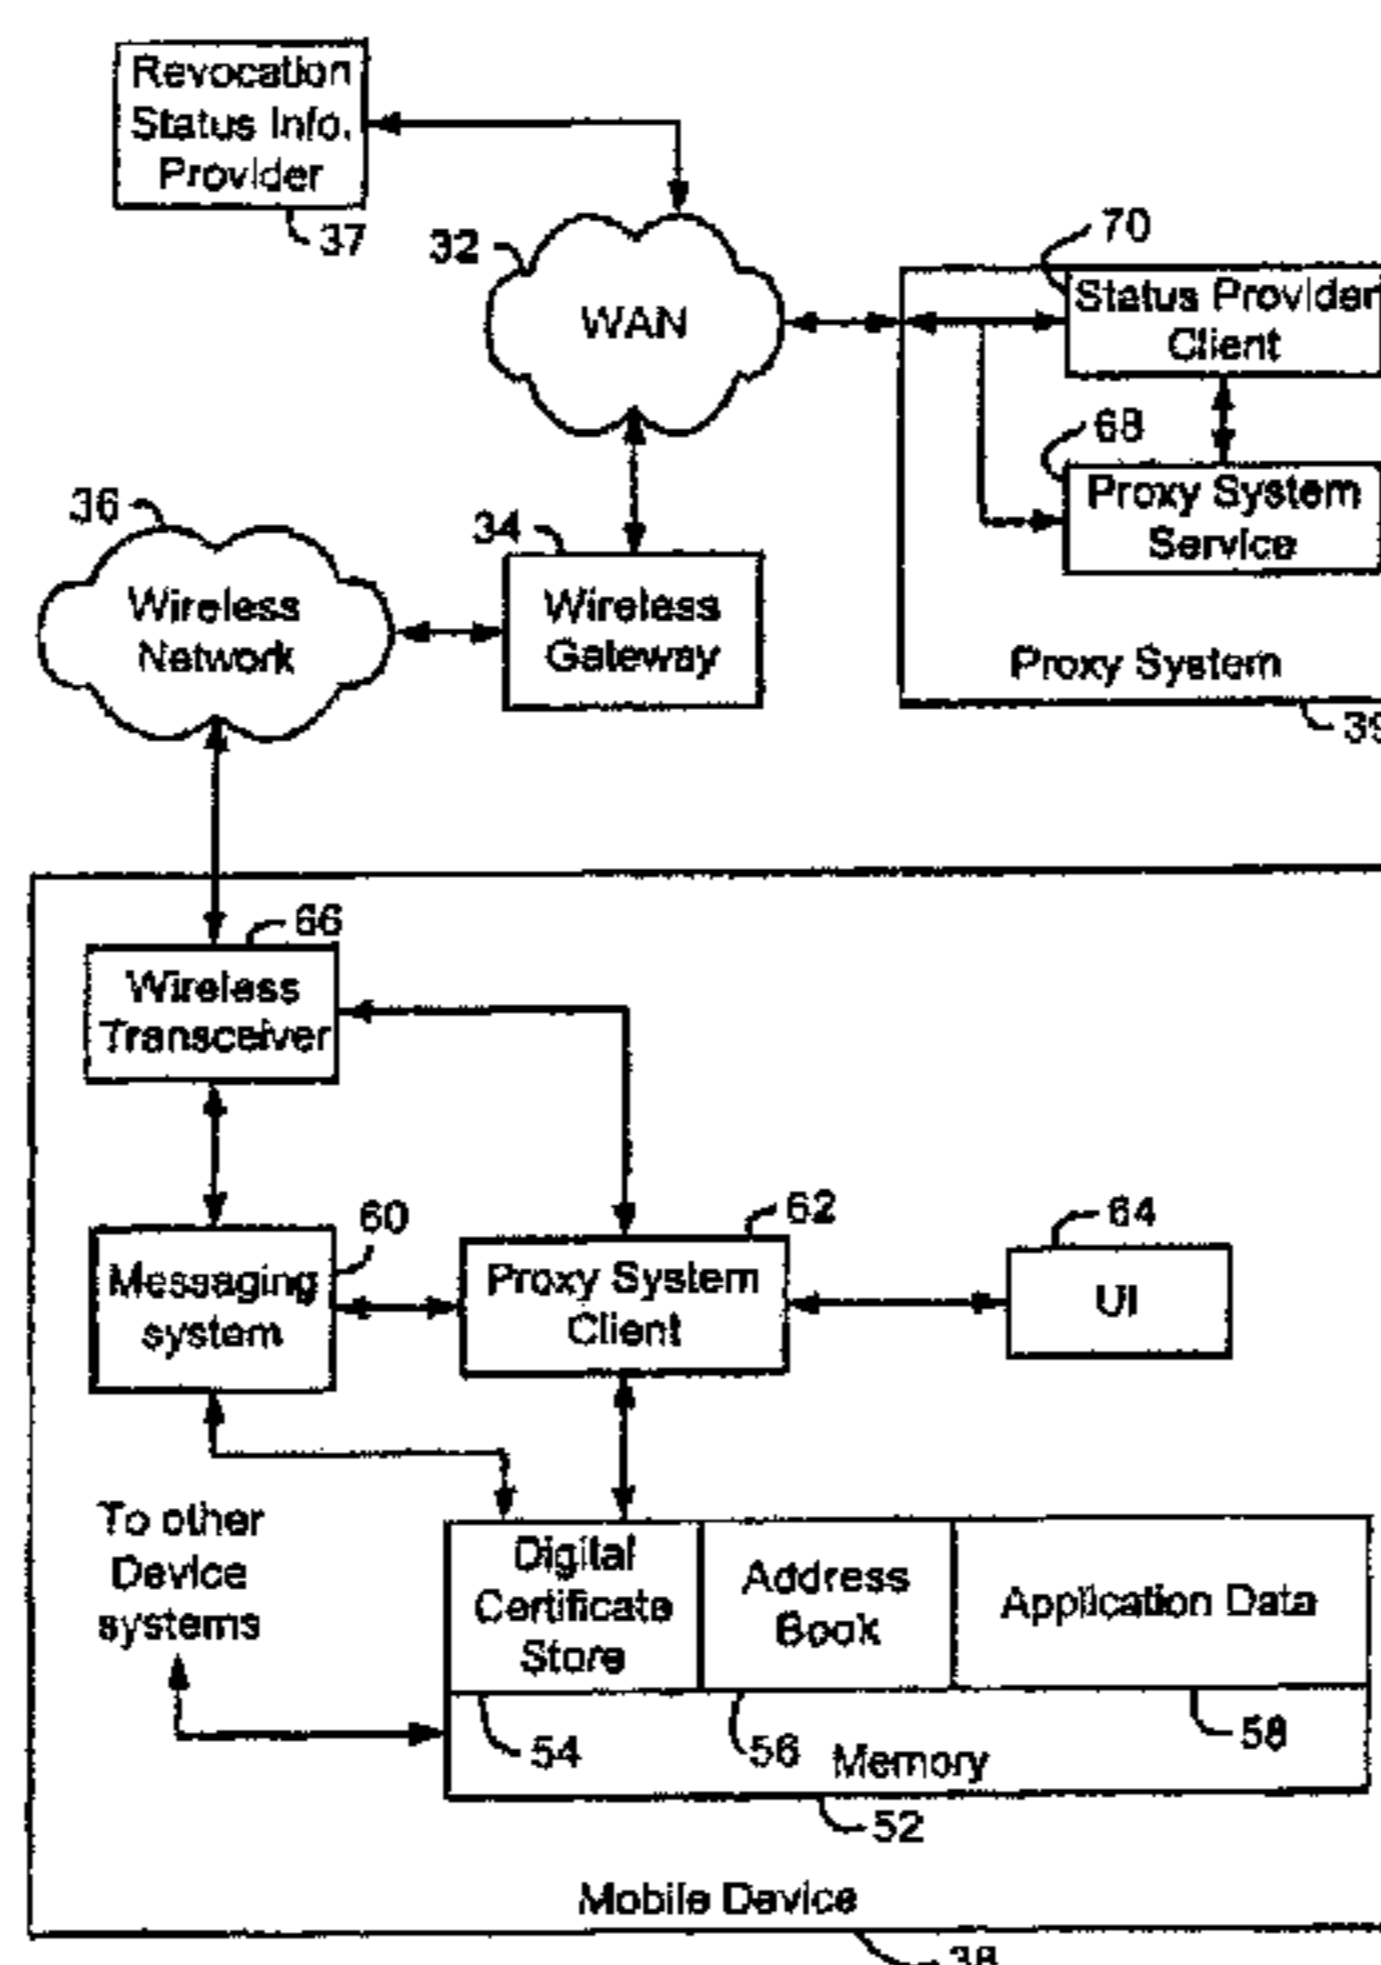 Revocation
Status Info.
Provider
37
32
WAN
70
Status Provider
Client
68
Proxy System
Service
Proxy System
39
36
Wireless
Network
34
Wireless
Gateway
66
Wireless
Transceiver
60
Messaging
system
62
Proxy System
Client
64
UI
To other
Device
systems
Digital
Certificate
Store
Address
Book
Application Data
54
56
58
Memory
52
Mobile Device
38